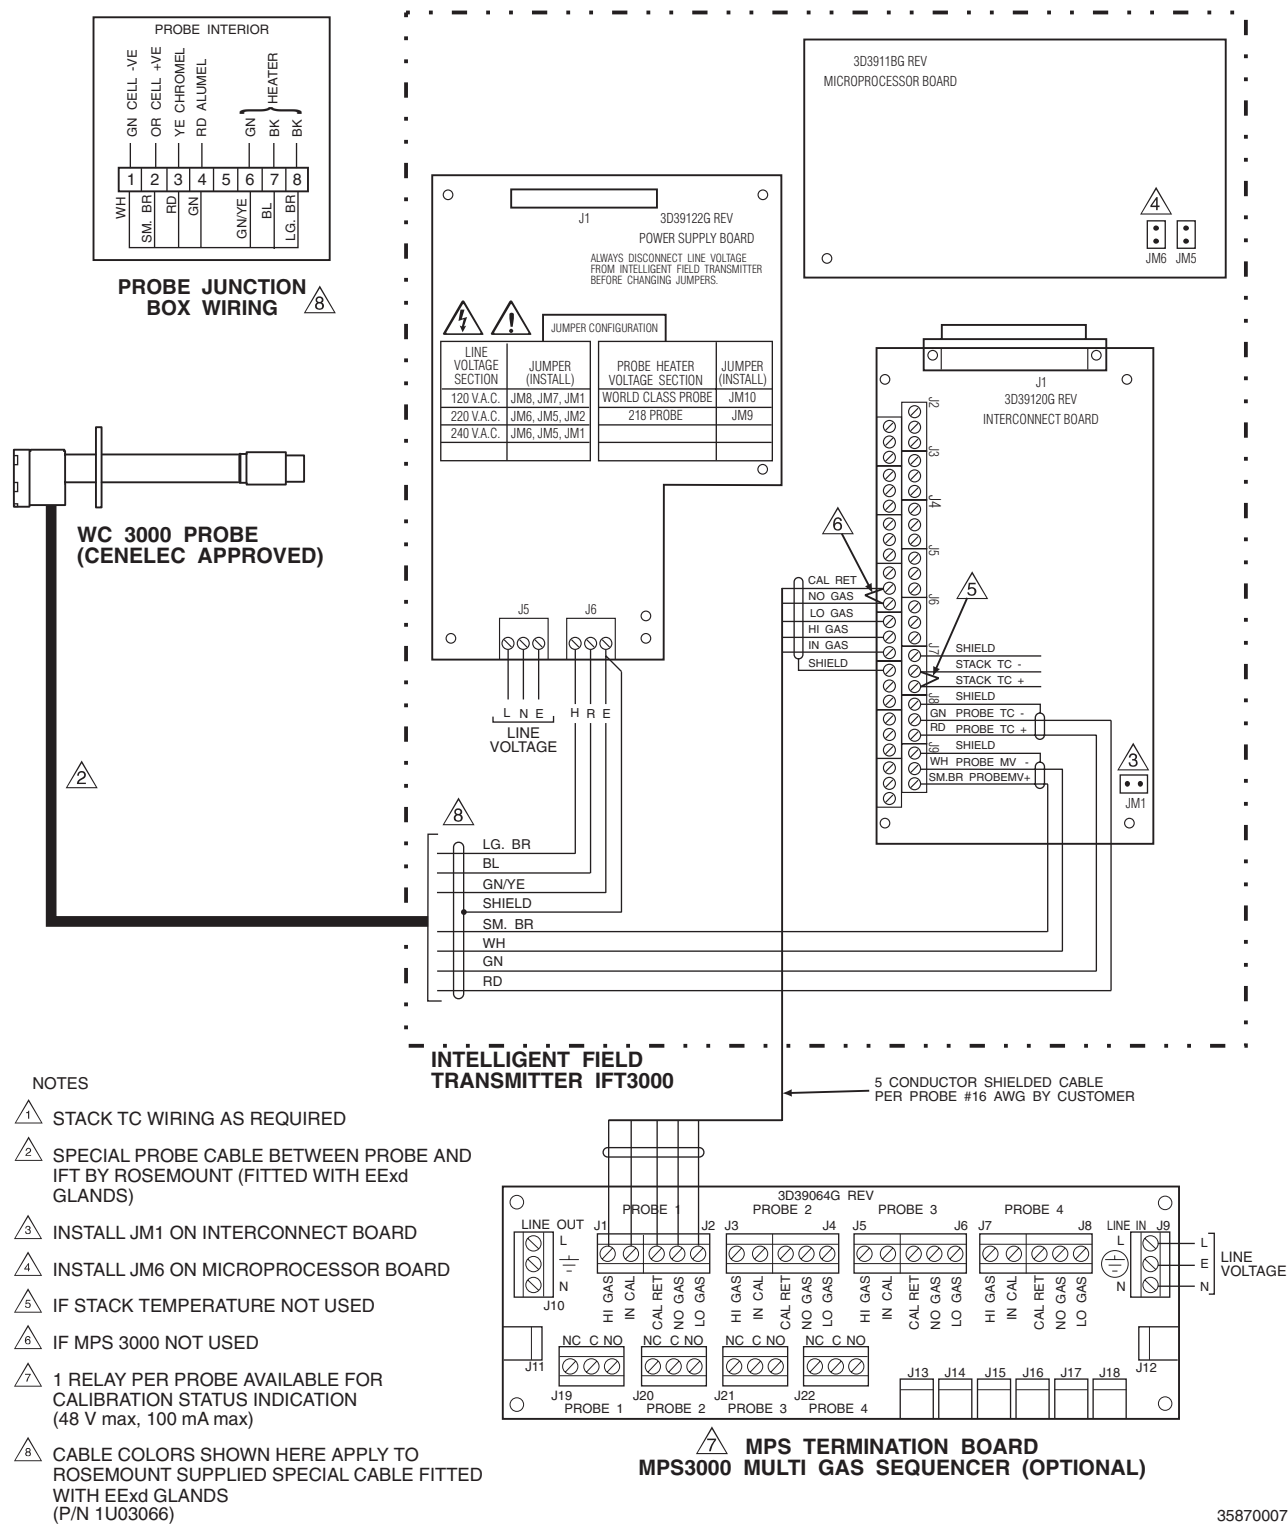 PROBE INTERIOR
GN CELL -VE
OR CELL +VE
YE CHROMEL
RD ALUMEL
HEATER
GN
BK
BK
1 2 3 4 5 6 7 8
WH
SM. BR
RD
GN
GN/YE
BL
LG. BR
PROBE JUNCTION
BOX WIRING
8
WC 3000 PROBE
(CENELEC APPROVED)
2
3D3911BG REV
MICROPROCESSOR BOARD
4
JM6 JM5
J1
3D39122G REV
POWER SUPPLY BOARD
ALWAYS DISCONNECT LINE VOLTAGE
FROM INTELLIGENT FIELD TRANSMITTER
BEFORE CHANGING JUMPERS.
JUMPER CONFIGURATION
LINE
VOLTAGE
SECTION
JUMPER
(INSTALL)
PROBE HEATER
VOLTAGE SECTION
JUMPER
(INSTALL)
120 V.A.C. JM8, JM7, JM1 WORLD CLASS PROBE JM10
220 V.A.C. JM6, JM5, JM2 218 PROBE JM9
240 V.A.C. JM6, JM5, JM1
J5 J6
L N E H R E
LINE
VOLTAGE
J1
3D39120G REV
INTERCONNECT BOARD
J2
J3
J4
J5
J6
J7
J8
J9
6
5
CAL RET
NO GAS
LO GAS
HI GAS
IN GAS
SHIELD
SHIELD
STACK TC -
STACK TC +
SHIELD
GN PROBE TC -
RD PROBE TC +
SHIELD
WH PROBE MV -
SM.BR PROBEMV+
3
JM1
8
LG. BR
BL
GN/YE
SHIELD
SM. BR
WH
GN
RD
INTELLIGENT FIELD
TRANSMITTER IFT3000
5 CONDUCTOR SHIELDED CABLE
PER PROBE #16 AWG BY CUSTOMER
NOTES
1 STACK TC WIRING AS REQUIRED
2 SPECIAL PROBE CABLE BETWEEN PROBE AND
IFT BY ROSEMOUNT (FITTED WITH EExd
GLANDS)
3 INSTALL JM1 ON INTERCONNECT BOARD
4 INSTALL JM6 ON MICROPROCESSOR BOARD
5 IF STACK TEMPERATURE NOT USED
6 IF MPS 3000 NOT USED
7 1 RELAY PER PROBE AVAILABLE FOR
CALIBRATION STATUS INDICATION
(48 V max, 100 mA max)
8 CABLE COLORS SHOWN HERE APPLY TO
ROSEMOUNT SUPPLIED SPECIAL CABLE FITTED
WITH EExd GLANDS
(P/N 1U03066)
3D39064G REV
PROBE 1 PROBE 2 PROBE 3 PROBE 4
LINE OUT J1 J2 J3 J4 J5 J6 J7 J8 LINE IN J9
L
N
J10
L
N
L
E
N
LINE
VOLTAGE
HI GAS IN CAL CAL RET NO GAS LO GAS
HI GAS IN CAL CAL RET NO GAS LO GAS
HI GAS IN CAL CAL RET NO GAS LO GAS
HI GAS IN CAL CAL RET NO GAS LO GAS
NC C NO NC C NO NC C NO NC C NO
J11
J12
J13 J14 J15 J16 J17 J18
J19 J20 J21 J22
PROBE 1 PROBE 2 PROBE 3 PROBE 4
7 MPS TERMINATION BOARD
MPS3000 MULTI GAS SEQUENCER (OPTIONAL)
35870007